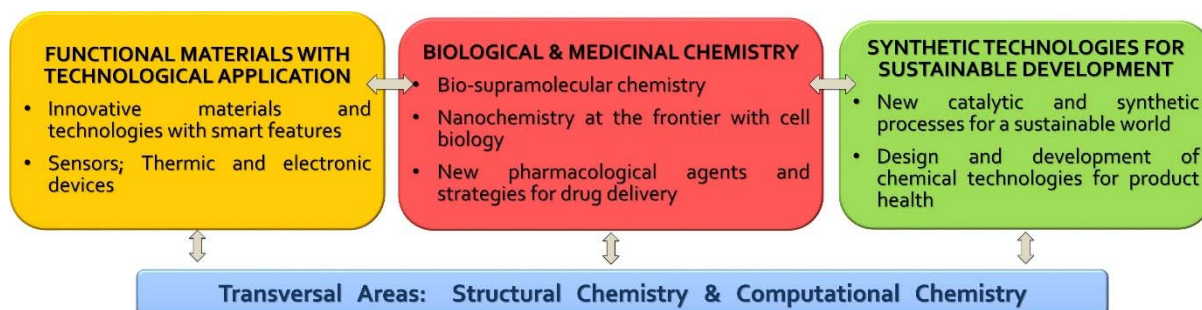 FUNCTIONAL MATERIALS WITH
TECHNOLOGICAL APPLICATION
• Innovative materials and
technologies with smart features
• Sensors; Thermic and electronic
devices
BIOLOGICAL & MEDICINAL CHEMISTRY
• Bio-supramolecular chemistry
• Nanochemistry at the frontier with cell
biology
• New pharmacological agents and
strategies for drug delivery
SYNTHETIC TECHNOLOGIES FOR
SUSTAINABLE DEVELOPMENT
• New catalytic and synthetic
processes for a sustainable world
• Design and development of
chemical technologies for product
health
Transversal Areas: Structural Chemistry & Computational Chemistry